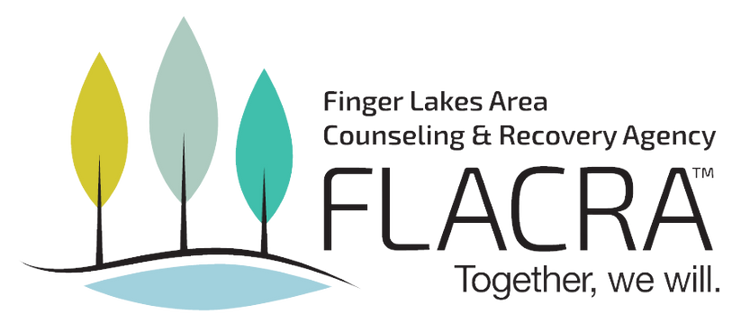 Finger Lakes Area
Counseling & Recovery Agency
FLACRA™
Together, we will.